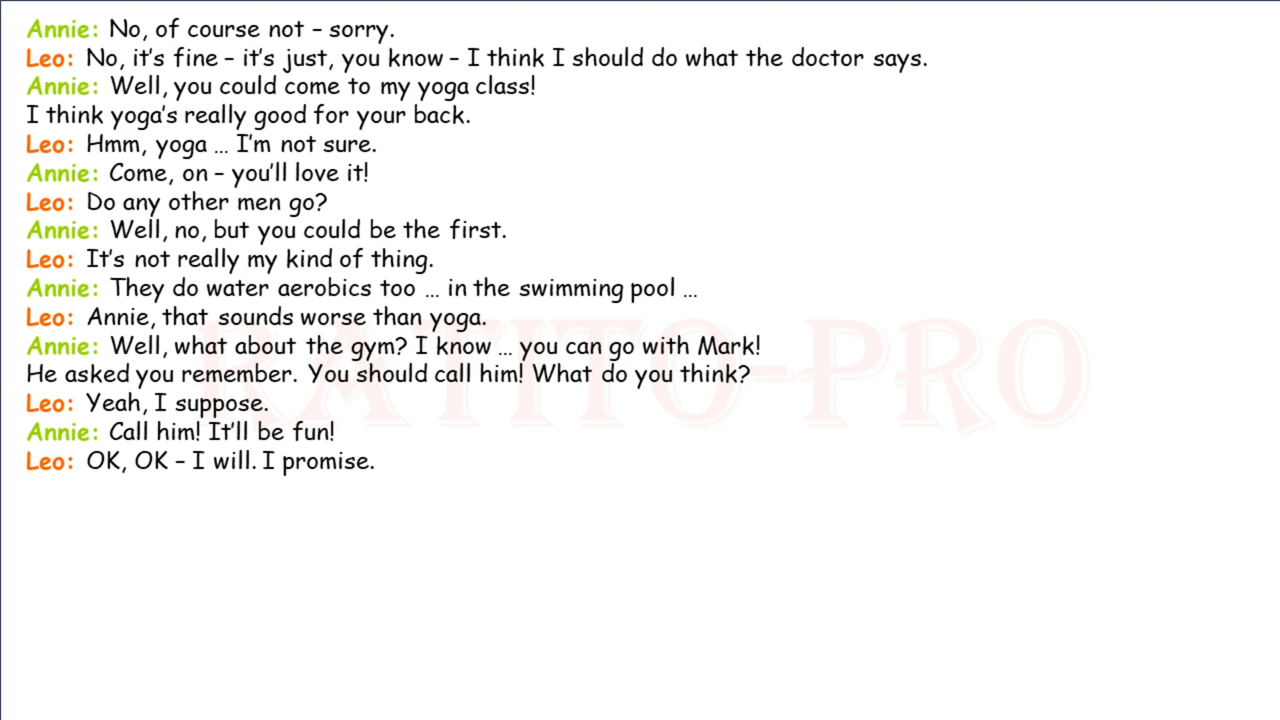 Annie: No, of course not – sorry.
Leo: No, it's fine – it's just, you know – I think I should do what the doctor says.
Annie: Well, you could come to my yoga class!
I think yoga's really good for your back.
Leo: Hmm, yoga … I'm not sure.
Annie: Come, on – you'll love it!
Leo: Do any other men go?
Annie: Well, no, but you could be the first.
Leo: It's not really my kind of thing.
Annie: They do water aerobics too … in the swimming pool …
Leo: Annie, that sounds worse than yoga.
Annie: Well, what about the gym? I know … you can go with Mark!
He asked you remember. You should call him! What do you think?
Leo: Yeah, I suppose.
Annie: Call him! It'll be fun!
Leo: OK, OK – I will. I promise.
RATITO-PRO